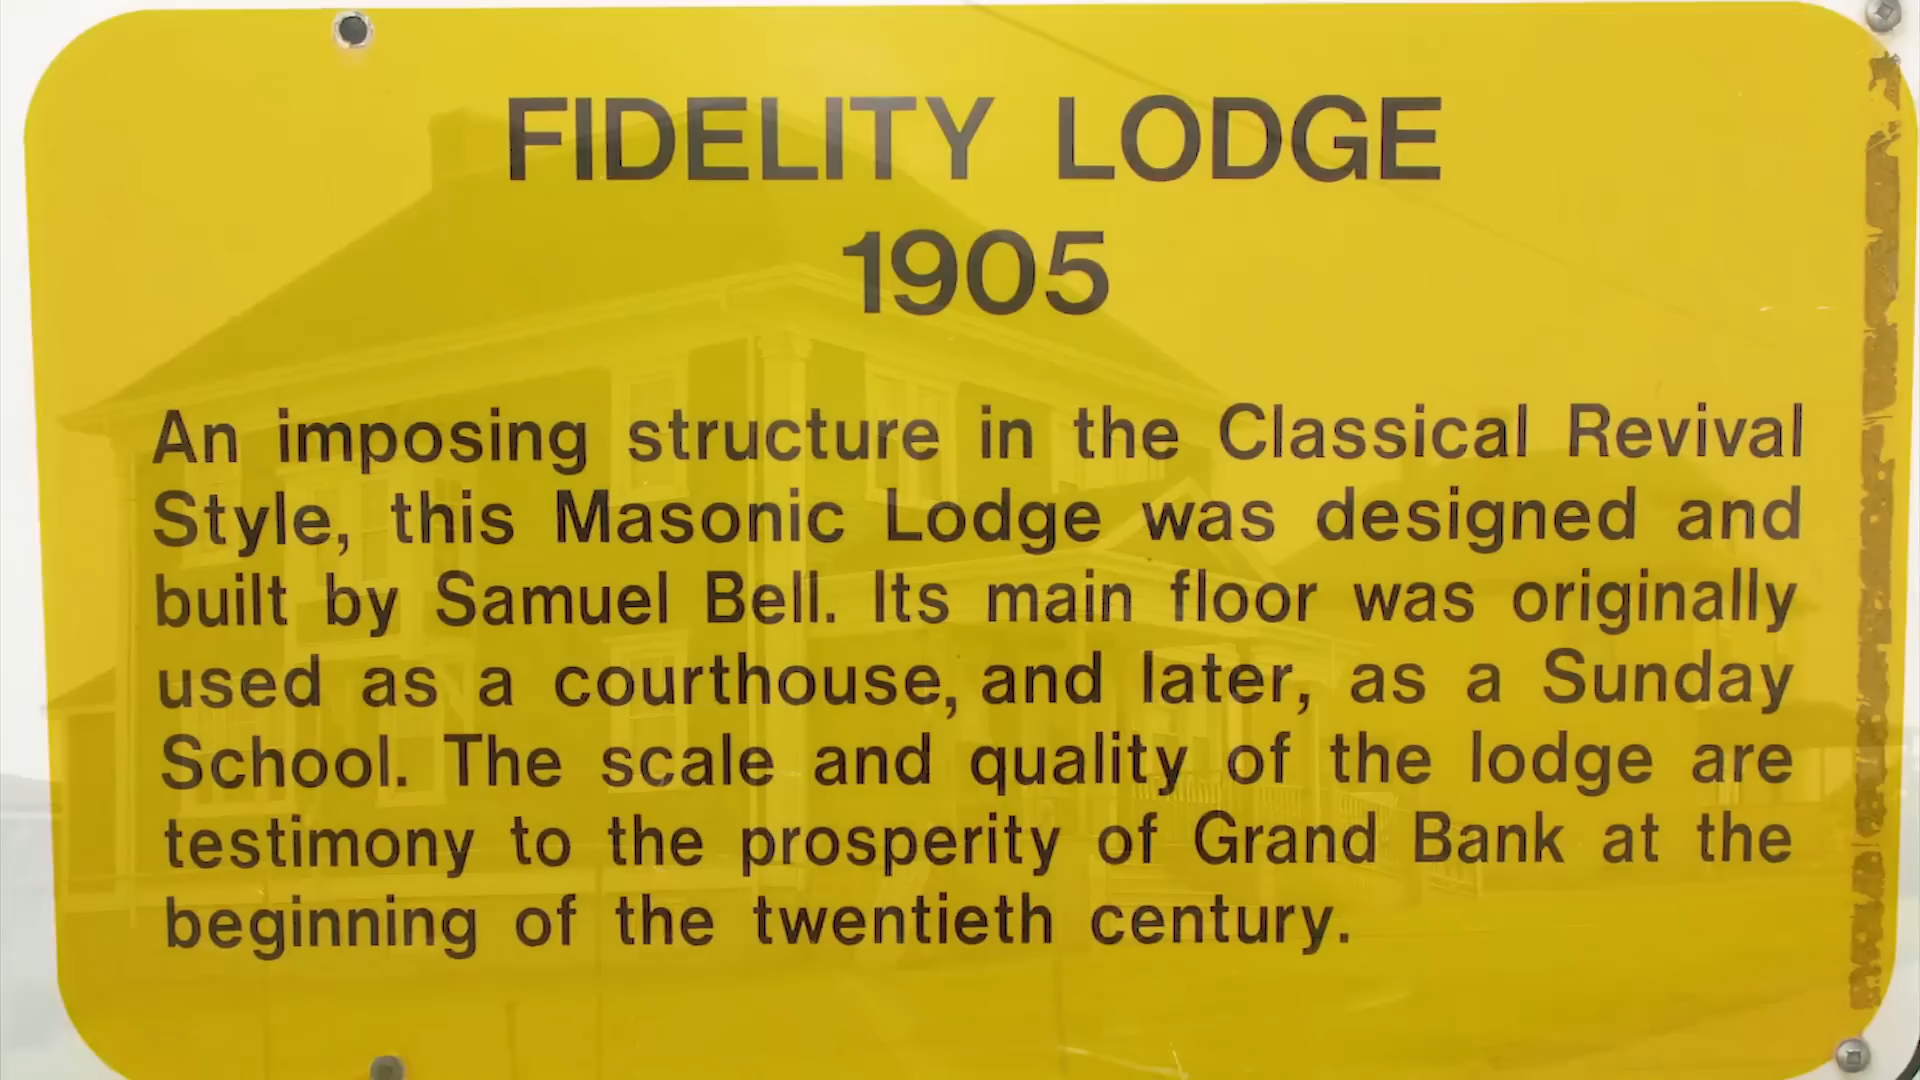 FIDELITY LODGE
1905
An imposing structure in the Classical Revival
Style, this Masonic Lodge was designed and
built by Samuel Bell. Its main floor was originally
used as a courthouse, and later, as a Sunday
School. The scale and quality of the lodge are
testimony to the prosperity of Grand Bank at the
beginning of the twentieth century.